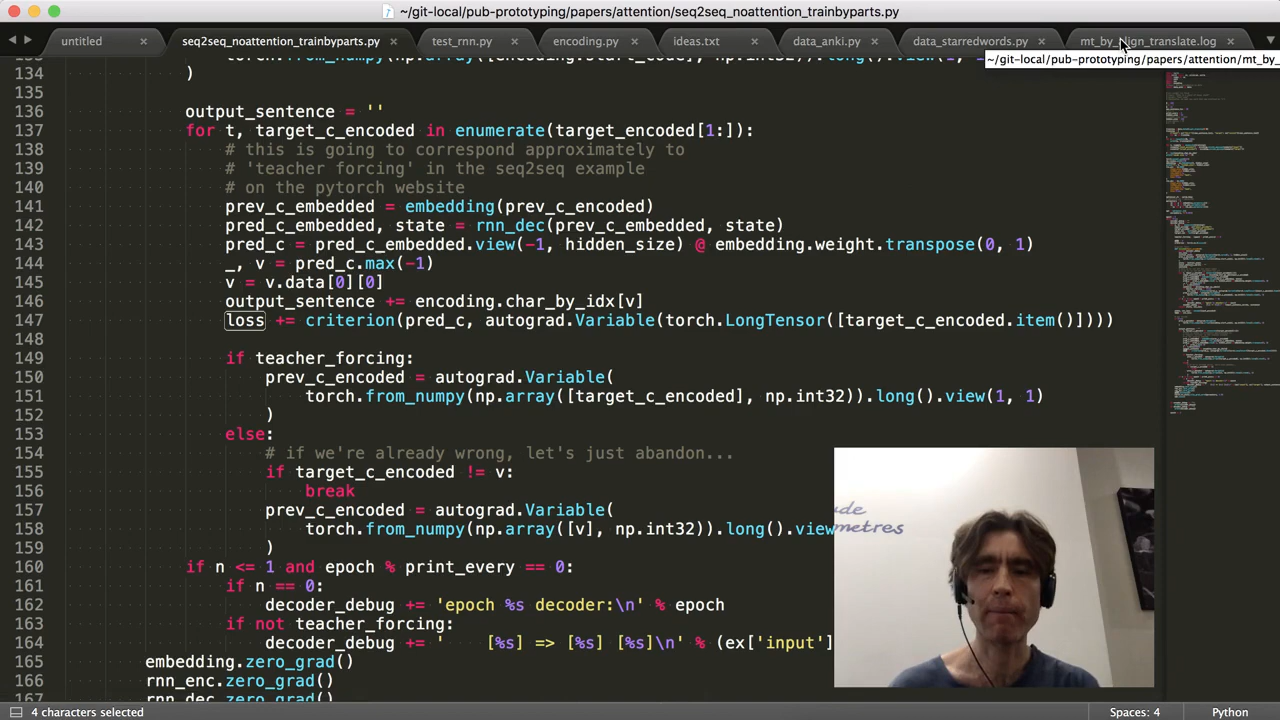 ~/git-local/pub-prototyping/papers/attention/seq2seq_noattention_trainbyparts.py
untitled
seq2seq_noattention_trainbyparts.py
test_rnn.py
encoding.py
ideas.txt
data_anki.py
data_starredwords.py
mt_by_align_translate.log
~/git-local/pub-prototyping/papers/attention/mt_by_
134 )
135
136 output_sentence = ''
137 for t, target_c_encoded in enumerate(target_encoded[1:]):
138 # this is going to correspond approximately to
139 # 'teacher forcing' in the seq2seq example
140 # on the pytorch website
141 prev_c_embedded = embedding(prev_c_encoded)
142 pred_c_embedded, state = rnn_dec(prev_c_embedded, state)
143 pred_c = pred_c_embedded.view(-1, hidden_size) @ embedding.weight.transpose(0, 1)
144 _, v = pred_c.max(-1)
145 v = v.data[0][0]
146 output_sentence += encoding.char_by_idx[v]
147 loss += criterion(pred_c, autograd.Variable(torch.LongTensor([target_c_encoded.item()])))
148
149 if teacher_forcing:
150 prev_c_encoded = autograd.Variable(
151 torch.from_numpy(np.array([target_c_encoded], np.int32)).long().view(1, 1)
152 )
153 else:
154 # if we're already wrong, let's just abandon...
155 if target_c_encoded != v:
156 break
157 prev_c_encoded = autograd.Variable(
158 torch.from_numpy(np.array([v], np.int32)).long().view
159 )
160 if n <= 1 and epoch % print_every == 0:
161 if n == 0:
162 decoder_debug += 'epoch %s decoder:\n' % epoch
163 if not teacher_forcing:
164 decoder_debug += ' [%s] => [%s] [%s]\n' % (ex['input']
165 embedding.zero_grad()
166 rnn_enc.zero_grad()
167 rnn_dec.zero_grad()
metres
4 characters selected
Spaces: 4
Python